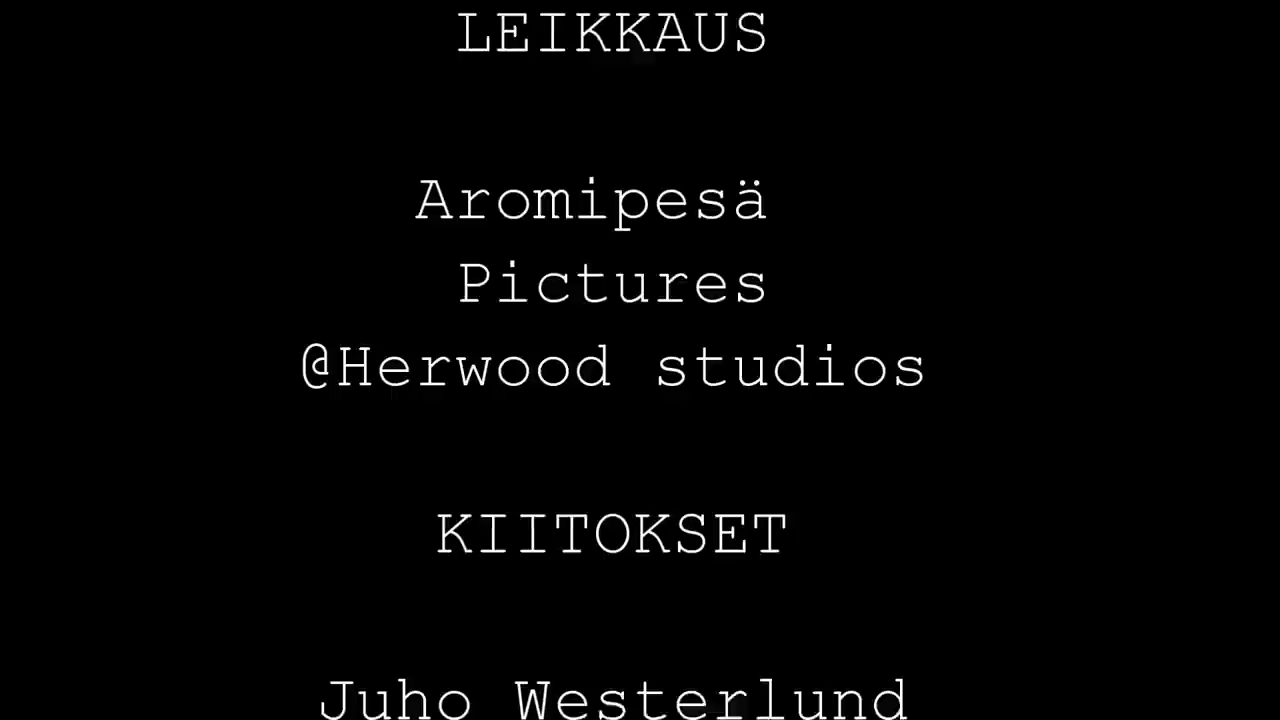 LEIKKAUS
Aromipesä
Pictures
@Herwood studios
KIITOKSET
Juho Westerlund